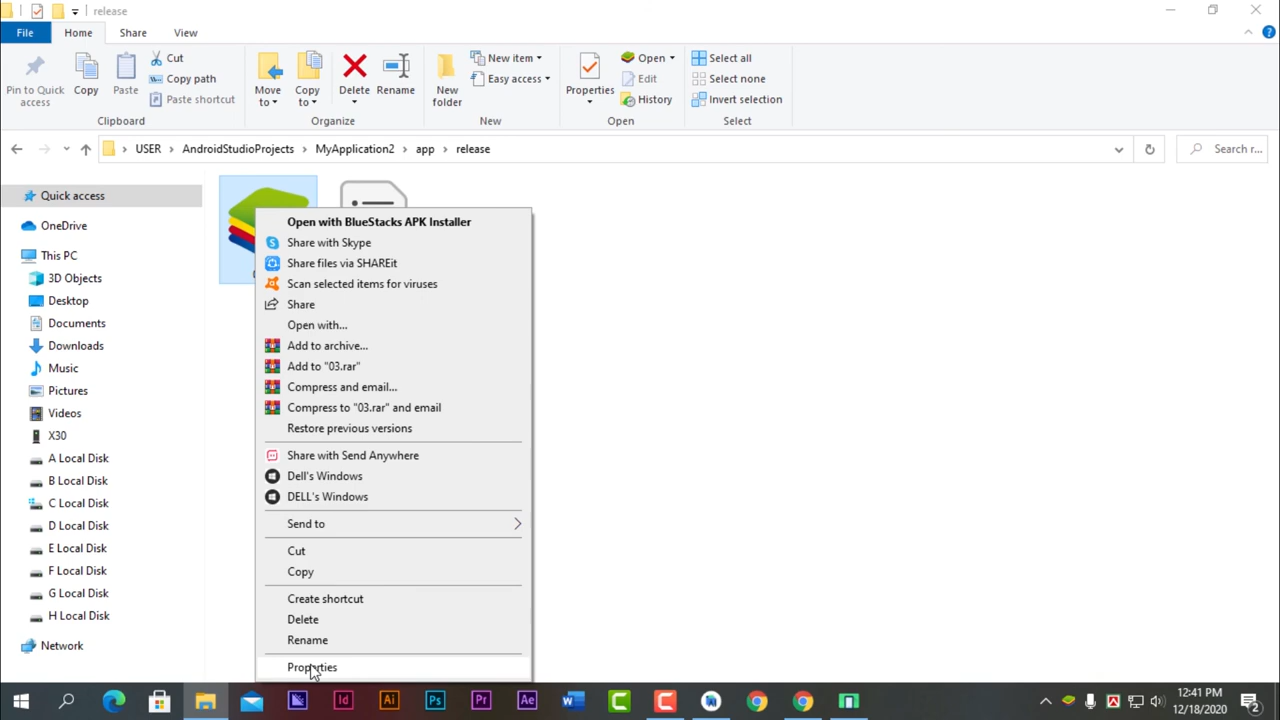 release
File
Home
Share
View
Pin to Quick access
Copy
Paste
Cut
Copy path
Paste shortcut
Clipboard
Move to
Copy to
Delete
Rename
Organize
New folder
New item
Easy access
New
Properties
Open
Edit
History
Open
Select all
Select none
Invert selection
Select
USER
AndroidStudioProjects
MyApplication2
app
release
Search r...
Quick access
OneDrive
This PC
3D Objects
Desktop
Documents
Downloads
Music
Pictures
Videos
X30
A Local Disk
B Local Disk
C Local Disk
D Local Disk
E Local Disk
F Local Disk
G Local Disk
H Local Disk
Network
Open with BlueStacks APK Installer
Share with Skype
Share files via SHAREit
Scan selected items for viruses
Share
Open with...
Add to archive...
Add to "03.rar"
Compress and email...
Compress to "03.rar" and email
Restore previous versions
Share with Send Anywhere
Dell's Windows
DELL's Windows
Send to
Cut
Copy
Create shortcut
Delete
Rename
Properties
Id
Ai
Ps
Pr
Ae
12:41 PM
12/18/2020
2